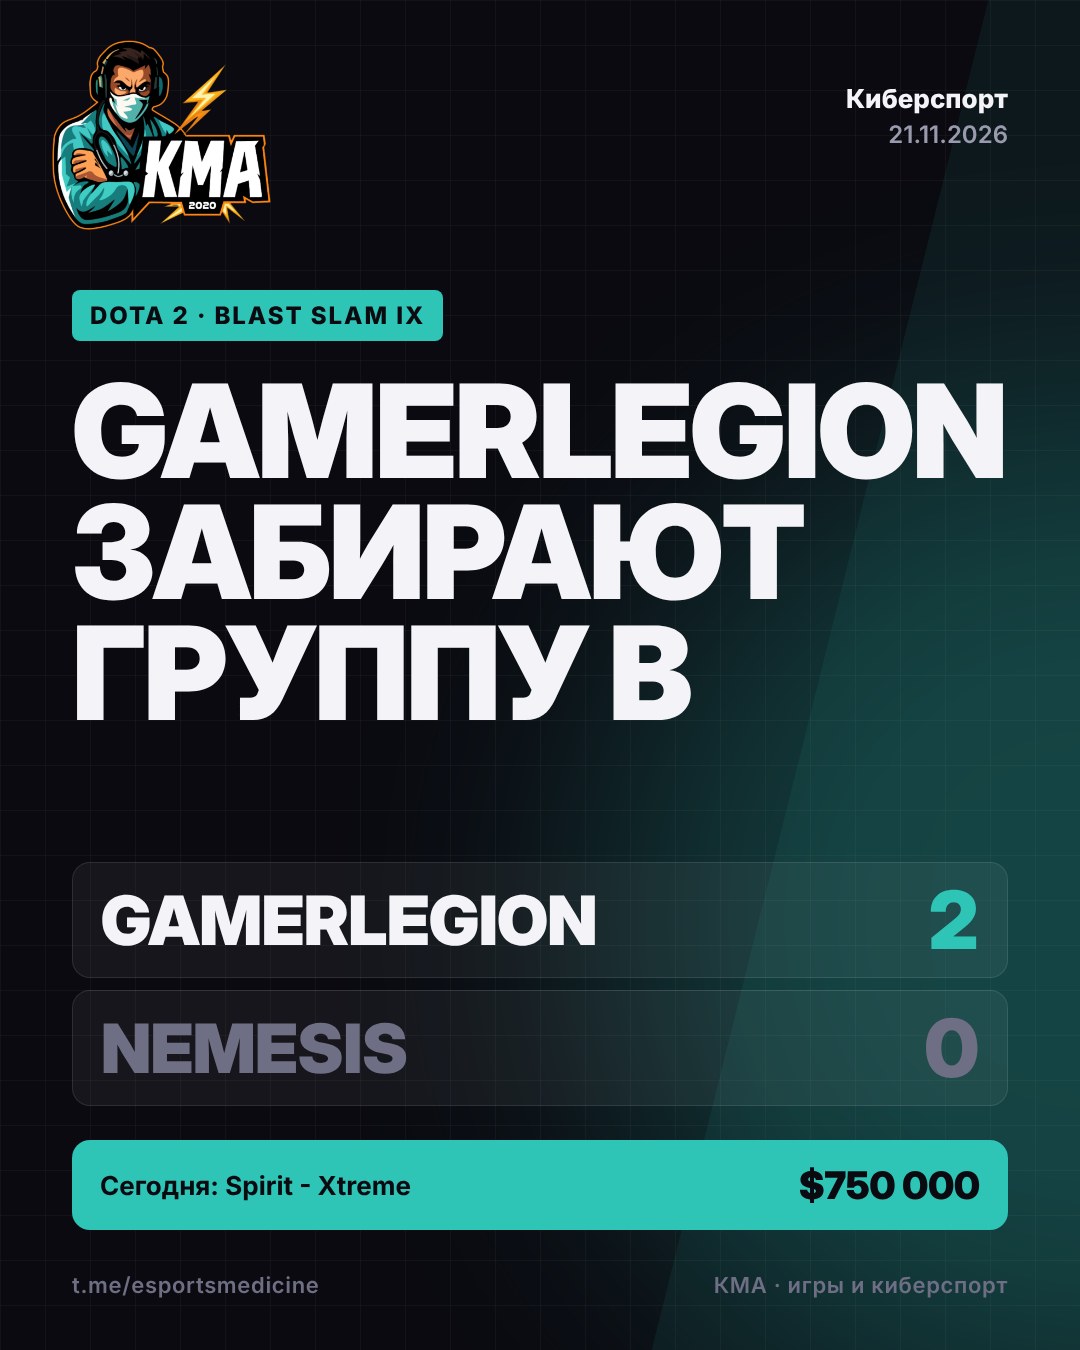 KMA
2020
Киберспорт
21.11.2026
DOTA 2 · BLAST SLAM IX
GAMERLEGION
ЗАБИРАЮТ
ГРУППУ B
GAMERLEGION 2
NEMESIS 0
Сегодня: Spirit - Xtreme $750 000
t.me/esportsmedicine КМА · игры и киберспорт